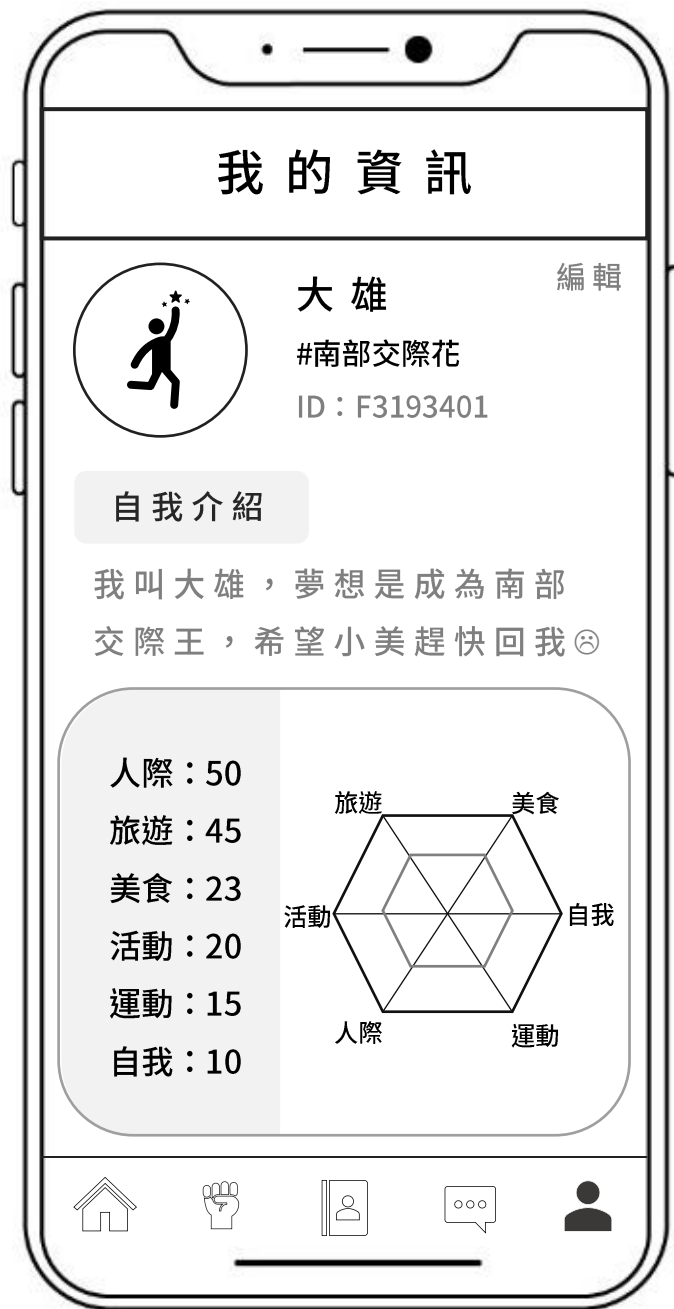 我的資訊
編輯
大雄
#南部交際花
ID：F3193401
自我介紹
我叫大雄，夢想是成為南部
交際王，希望小美趕快回我☹
人際：50
旅遊：45
美食：23
活動：20
運動：15
自我：10
旅遊
美食
活動
自我
人際
運動